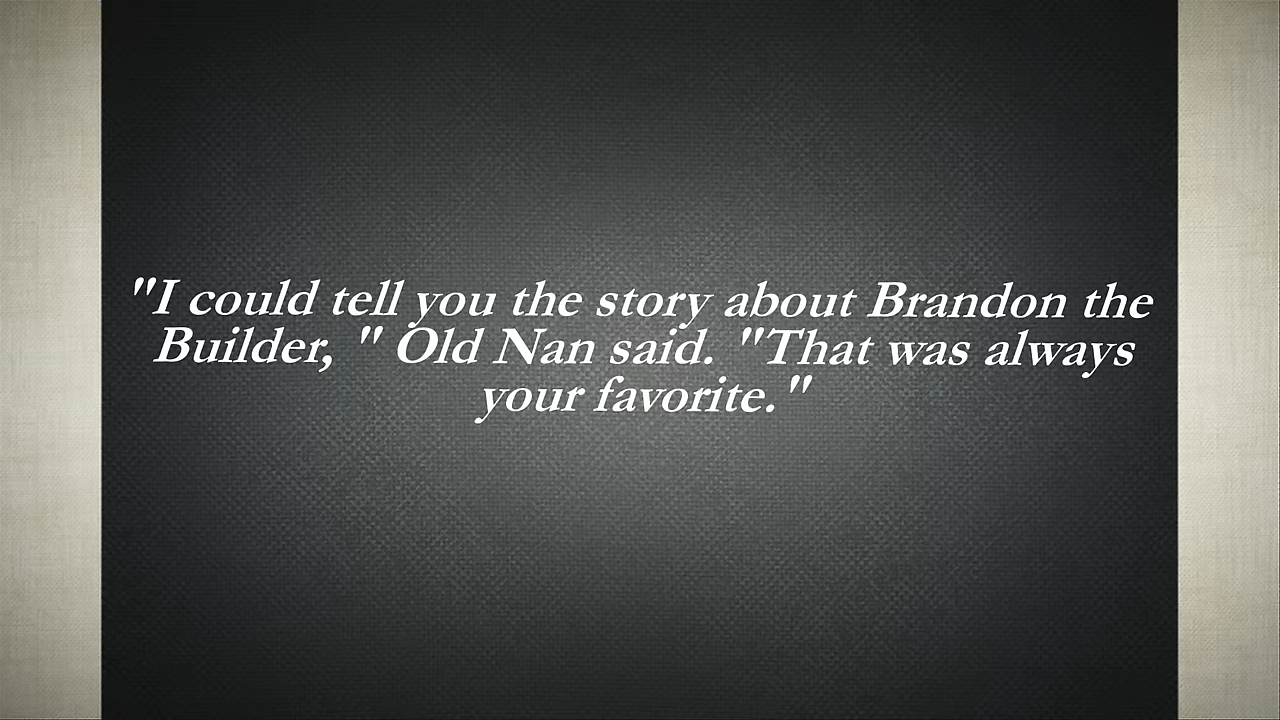 "I could tell you the story about Brandon the
Builder, " Old Nan said. "That was always
your favorite."